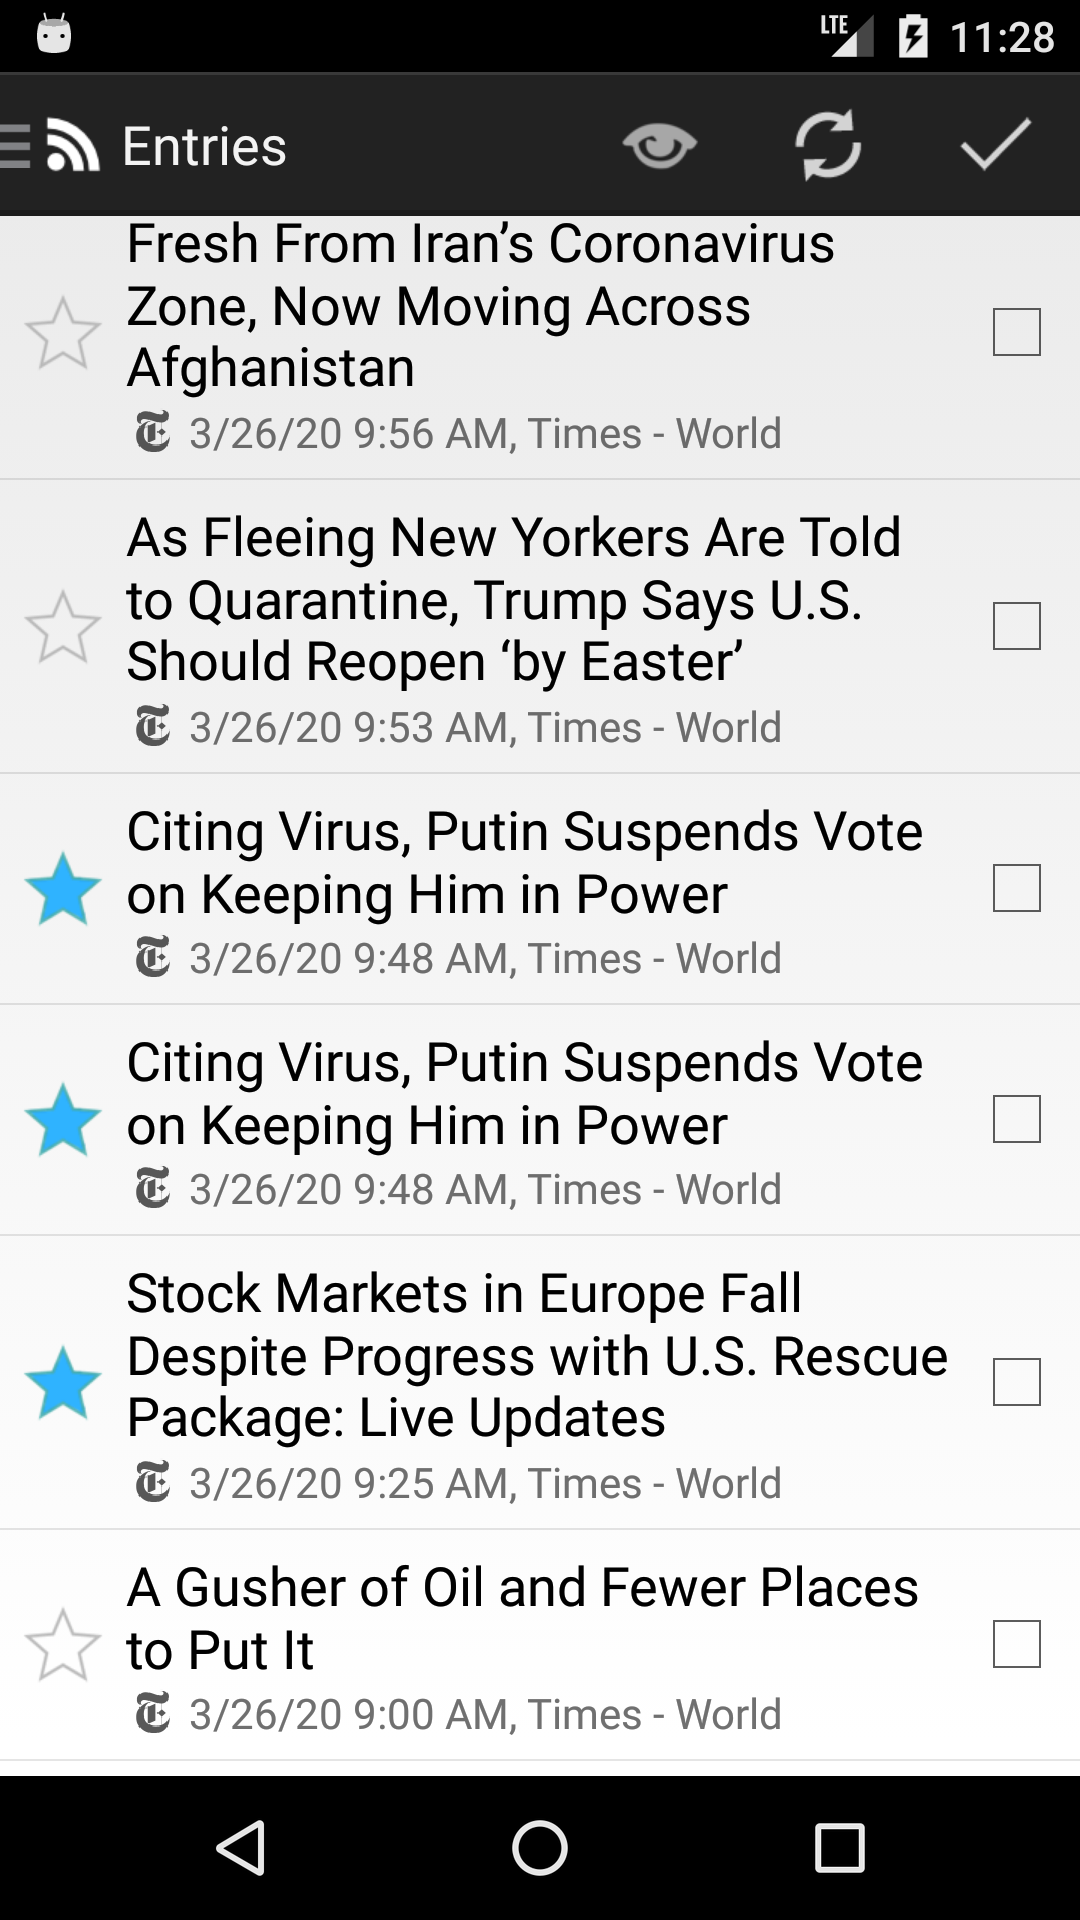 LTE 11:28
Entries
Fresh From Iran’s Coronavirus
Zone, Now Moving Across
Afghanistan
T 3/26/20 9:56 AM, Times - World
As Fleeing New Yorkers Are Told
to Quarantine, Trump Says U.S.
Should Reopen ‘by Easter’
T 3/26/20 9:53 AM, Times - World
Citing Virus, Putin Suspends Vote
on Keeping Him in Power
T 3/26/20 9:48 AM, Times - World
Citing Virus, Putin Suspends Vote
on Keeping Him in Power
T 3/26/20 9:48 AM, Times - World
Stock Markets in Europe Fall
Despite Progress with U.S. Rescue
Package: Live Updates
T 3/26/20 9:25 AM, Times - World
A Gusher of Oil and Fewer Places
to Put It
T 3/26/20 9:00 AM, Times - World